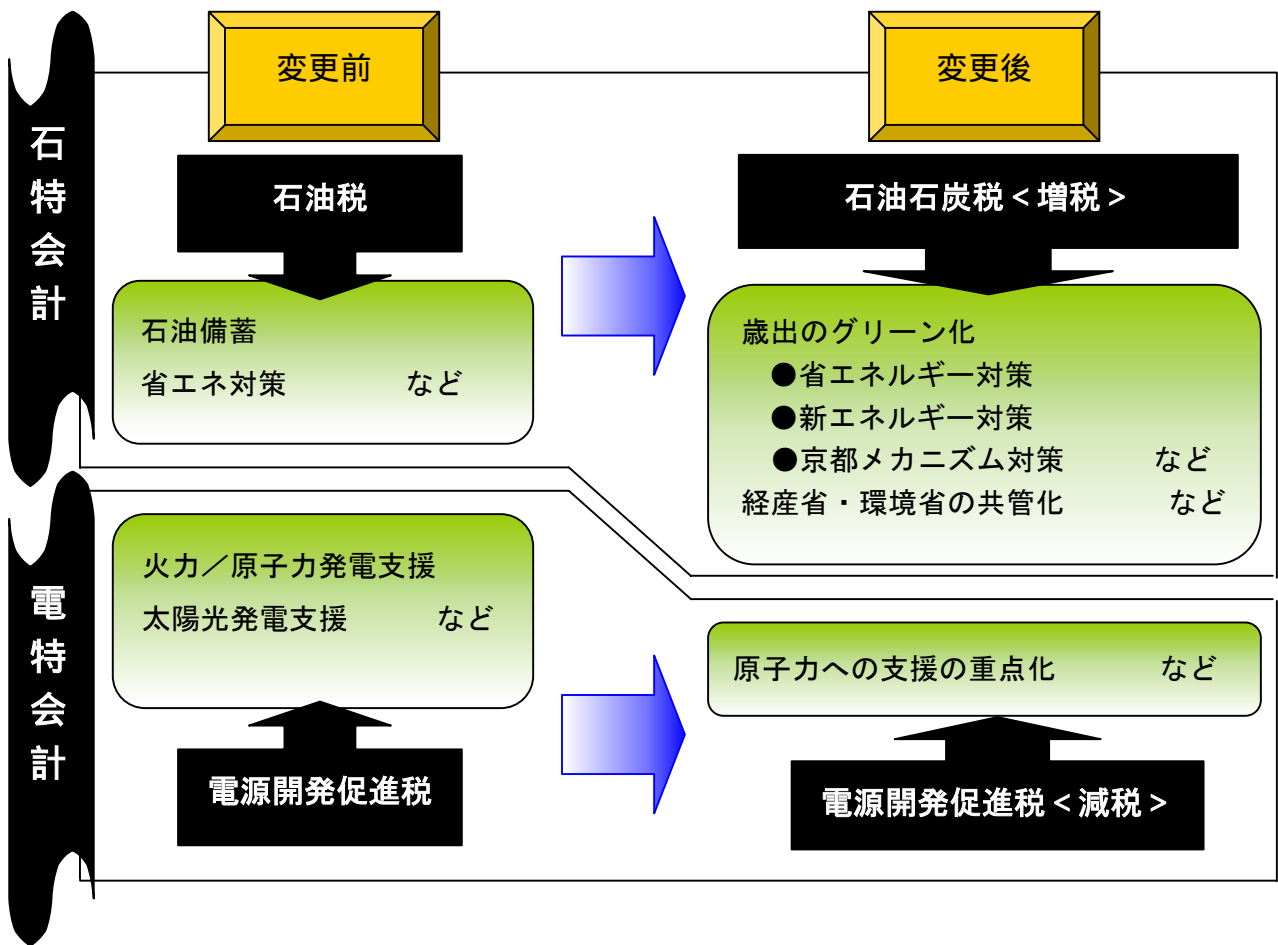 変更前
変更後
石特会計
石油税
石油石炭税＜増税＞
石油備蓄
省エネ対策　など
歳出のグリーン化
●省エネルギー対策
●新エネルギー対策
●京都メカニズム対策　など
経産省・環境省の共管化　など
電特会計
火力／原子力発電支援
太陽光発電支援　など
原子力への支援の重点化　など
電源開発促進税
電源開発促進税＜減税＞